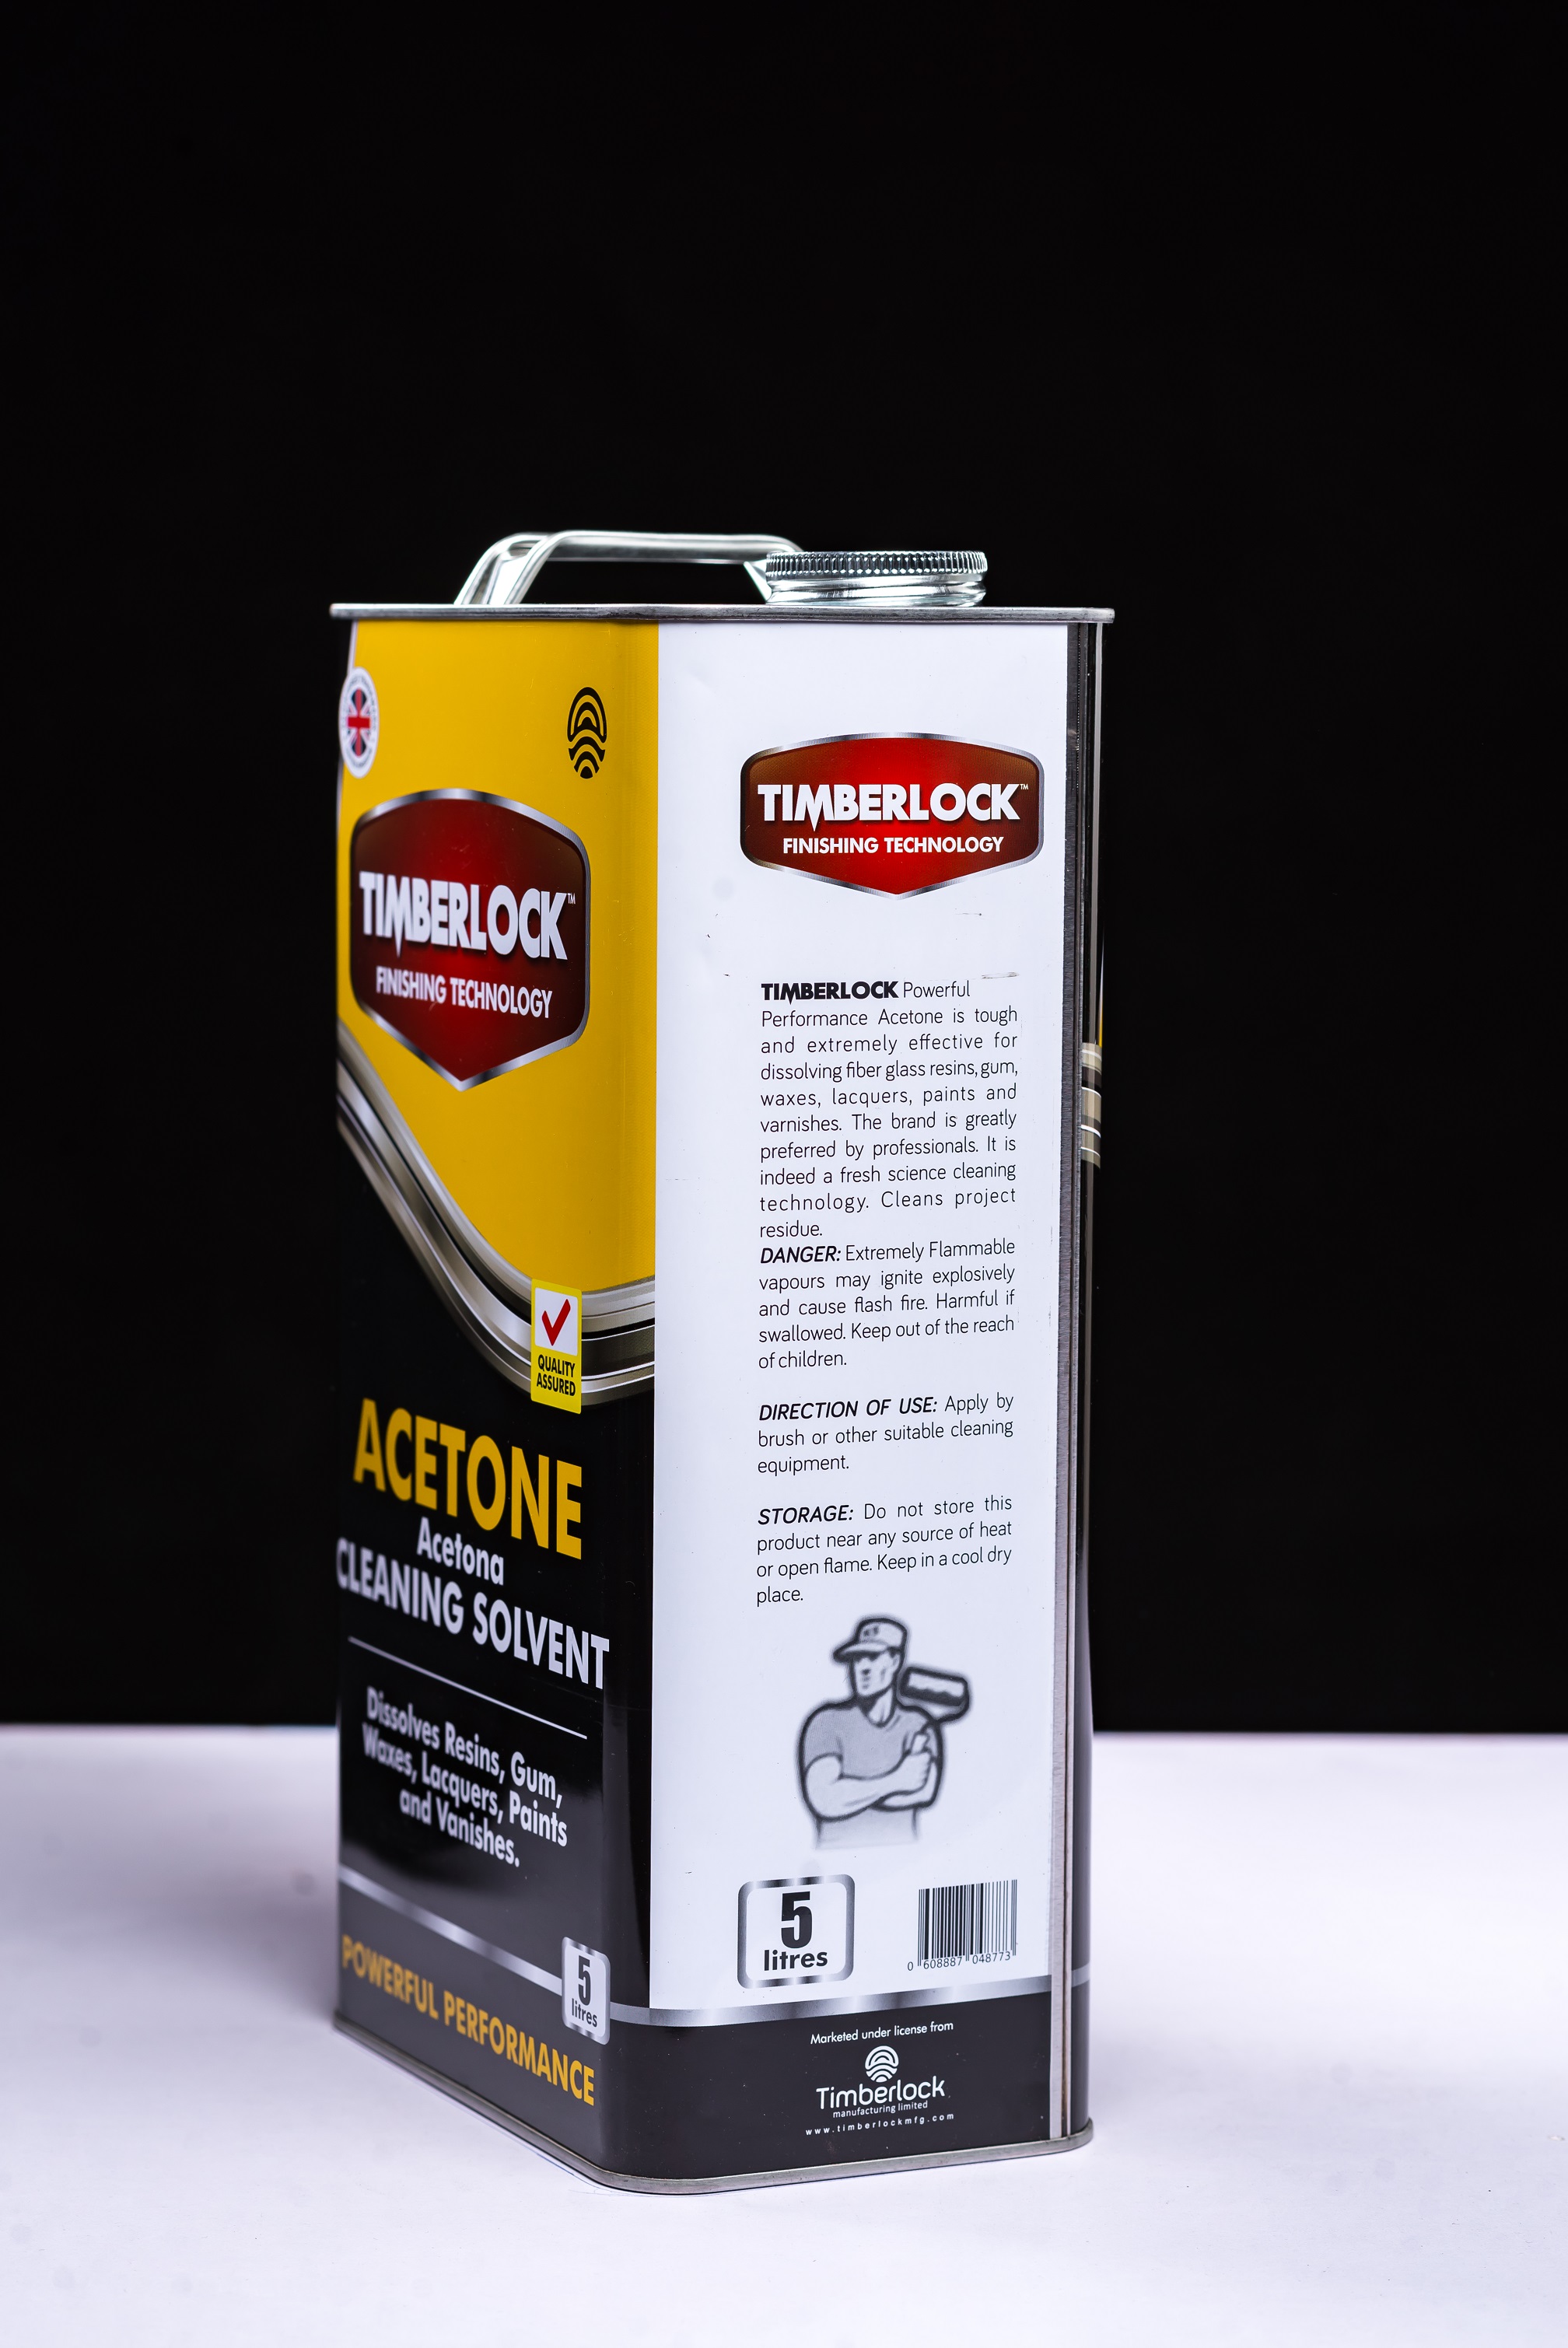 TIMBERLOCK™
FINISHING TECHNOLOGY
QUALITY
ASSURED
ACETONE
Acetona
CLEANING SOLVENT
Dissolves Resins, Gum,
Waxes, Lacquers, Paints
and Vanishes.
5
litres
POWERFUL PERFORMANCE
TIMBERLOCK™
FINISHING TECHNOLOGY
TIMBERLOCK Powerful
Performance Acetone is tough
and extremely effective for
dissolving fiber glass resins, gum,
waxes, lacquers, paints and
varnishes. The brand is greatly
preferred by professionals. It is
indeed a fresh science cleaning
technology. Cleans project
residue.
DANGER: Extremely Flammable
vapours may ignite explosively
and cause flash fire. Harmful if
swallowed. Keep out of the reach
of children.
DIRECTION OF USE: Apply by
brush or other suitable cleaning
equipment.
STORAGE: Do not store this
product near any source of heat
or open flame. Keep in a cool dry
place.
5
litres
0 608887 048773
Marketed under license from
Timberlock
manufacturing limited
www.timberlockmfg.com